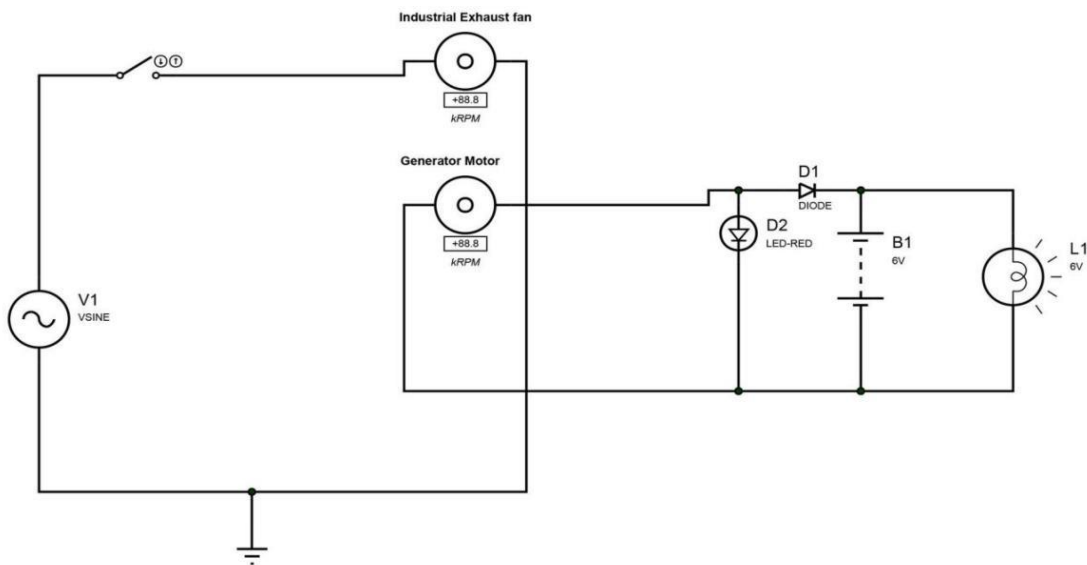 Industrial Exhaust fan
+88.8
kRPM
Generator Motor
+88.8
kRPM
D1
DIODE
D2
LED-RED
B1
6V
L1
6V
V1
VSINE